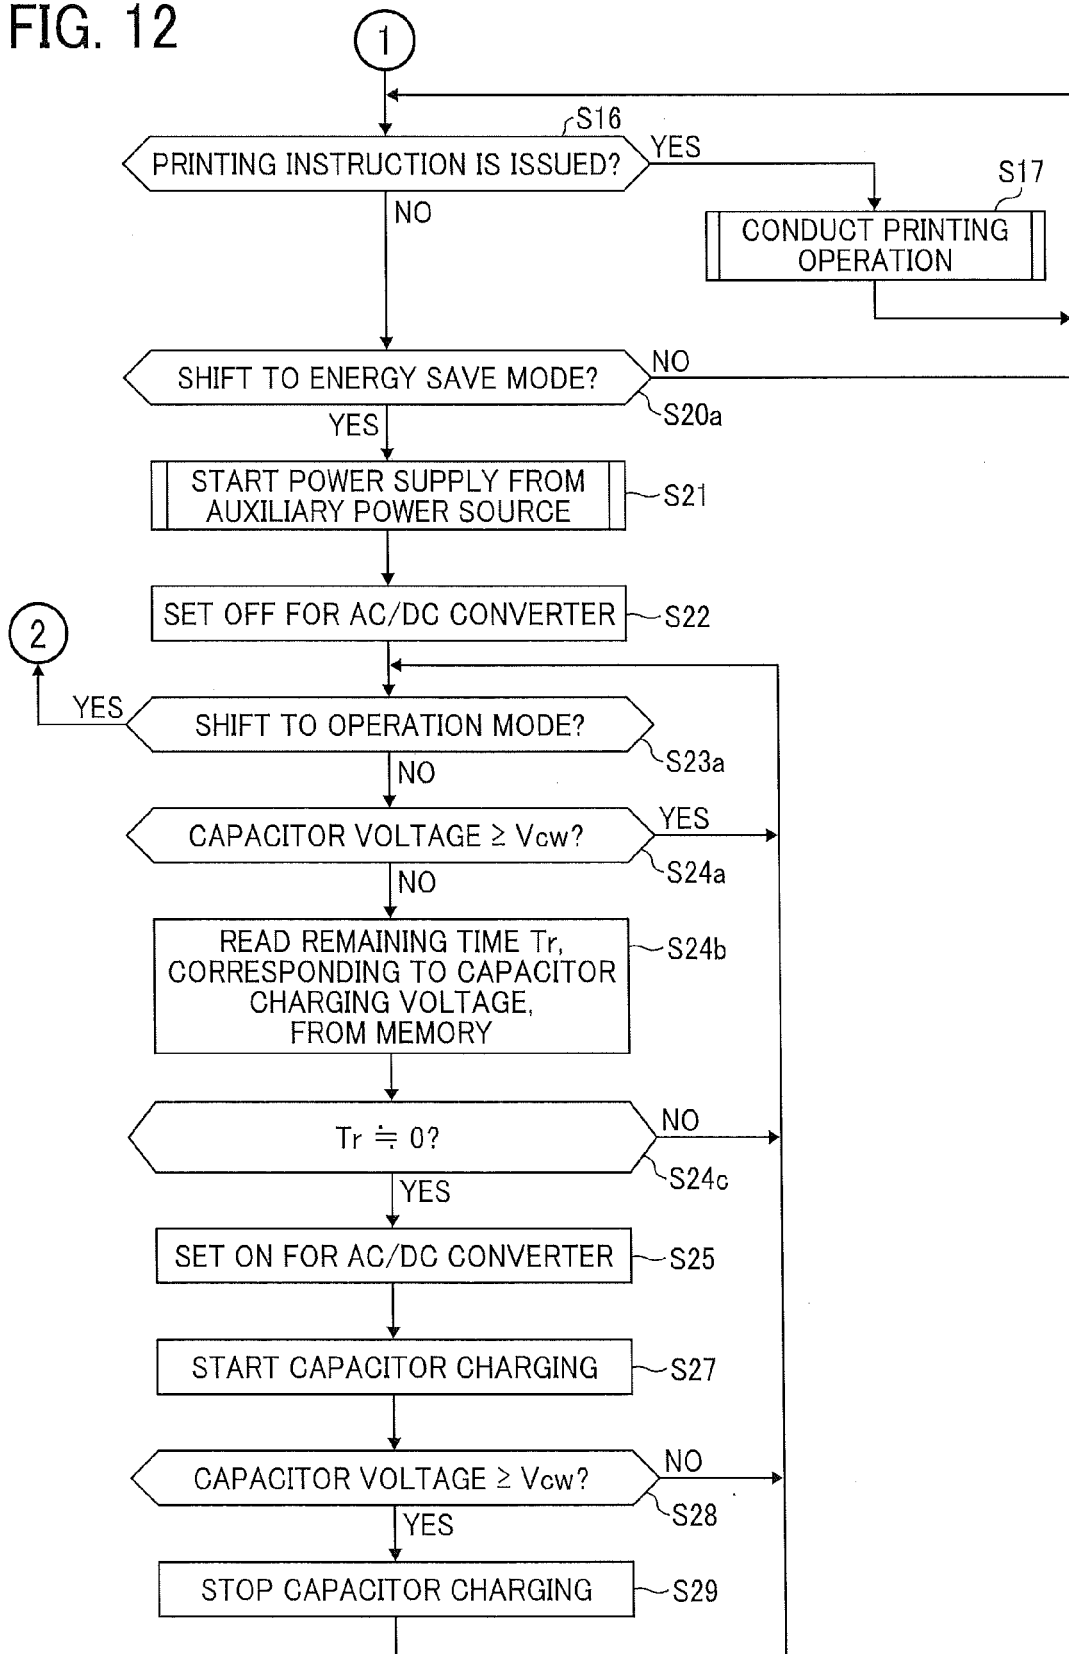 FIG. 12
1
S16
PRINTING INSTRUCTION IS ISSUED?
YES
NO
S17
CONDUCT PRINTING
OPERATION
SHIFT TO ENERGY SAVE MODE?
NO
S20a
YES
START POWER SUPPLY FROM
AUXILIARY POWER SOURCE
S21
SET OFF FOR AC/DC CONVERTER
S22
2
YES
SHIFT TO OPERATION MODE?
S23a
NO
CAPACITOR VOLTAGE ≧ Vcw?
YES
S24a
NO
READ REMAINING TIME Tr,
CORRESPONDING TO CAPACITOR
CHARGING VOLTAGE,
FROM MEMORY
S24b
Tr ≒ 0?
NO
S24c
YES
SET ON FOR AC/DC CONVERTER
S25
START CAPACITOR CHARGING
S27
CAPACITOR VOLTAGE ≧ Vcw?
NO
S28
YES
STOP CAPACITOR CHARGING
S29